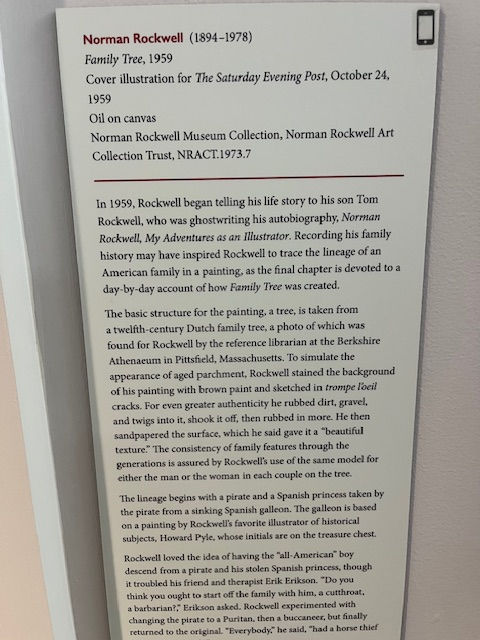 Norman Rockwell (1894–1978)
Family Tree, 1959
Cover illustration for The Saturday Evening Post, October 24,
1959
Oil on canvas
Norman Rockwell Museum Collection, Norman Rockwell Art
Collection Trust, NRACT.1973.7
In 1959, Rockwell began telling his life story to his son Tom
Rockwell, who was ghostwriting his autobiography, Norman
Rockwell, My Adventures as an Illustrator. Recording his family
history may have inspired Rockwell to trace the lineage of an
American family in a painting, as the final chapter is devoted to a
day-by-day account of how Family Tree was created.
The basic structure for the painting, a tree, is taken from
a twelfth-century Dutch family tree, a photo of which was
found for Rockwell by the reference librarian at the Berkshire
Athenaeum in Pittsfield, Massachusetts. To simulate the
appearance of aged parchment, Rockwell stained the background
of his painting with brown paint and sketched in trompe l'oeil
cracks. For even greater authenticity he rubbed dirt, gravel,
and twigs into it, shook it off, then rubbed in more. He then
sandpapered the surface, which he said gave it a “beautiful
texture.” The consistency of family features through the
generations is assured by Rockwell's use of the same model for
either the man or the woman in each couple on the tree.
The lineage begins with a pirate and a Spanish princess taken by
the pirate from a sinking Spanish galleon. The galleon is based
on a painting by Rockwell's favorite illustrator of historical
subjects, Howard Pyle, whose initials are on the treasure chest.
Rockwell loved the idea of having the “all-American” boy
descend from a pirate and his stolen Spanish princess, though
it troubled his friend and therapist Erik Erikson. “Do you
think you ought to start off the family with him, a cutthroat,
a barbarian?,” Erikson asked. Rockwell experimented with
changing the pirate to a Puritan, then a buccaneer, but finally
returned to the original. “Everybody,” he said, “had a horse thief